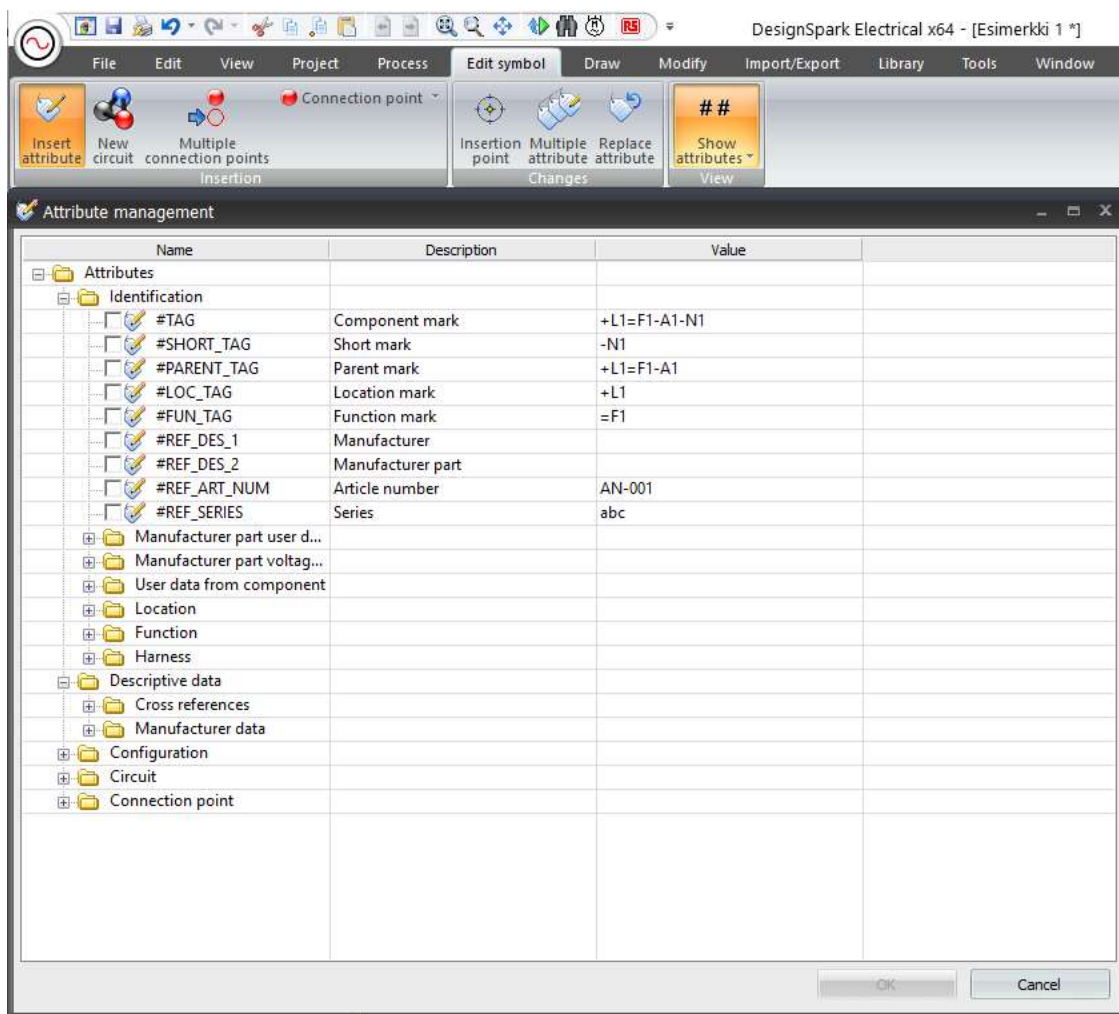 DesignSpark Electrical x64 - [Esimerkki 1 *]
File Edit View Project Process Edit symbol Draw Modify Import/Export Library Tools Window
Insert attribute
New circuit
Multiple connection points
Connection point
Insertion
Insertion point
Multiple attribute
Replace attribute
Changes
##
Show attributes
View
Attribute management
Name Description Value
Attributes
Identification
#TAG Component mark +L1=F1-A1-N1
#SHORT_TAG Short mark -N1
#PARENT_TAG Parent mark +L1=F1-A1
#LOC_TAG Location mark +L1
#FUN_TAG Function mark =F1
#REF_DES_1 Manufacturer
#REF_DES_2 Manufacturer part
#REF_ART_NUM Article number AN-001
#REF_SERIES Series abc
Manufacturer part user d...
Manufacturer part voltag...
User data from component
Location
Function
Harness
Descriptive data
Cross references
Manufacturer data
Configuration
Circuit
Connection point
OK Cancel